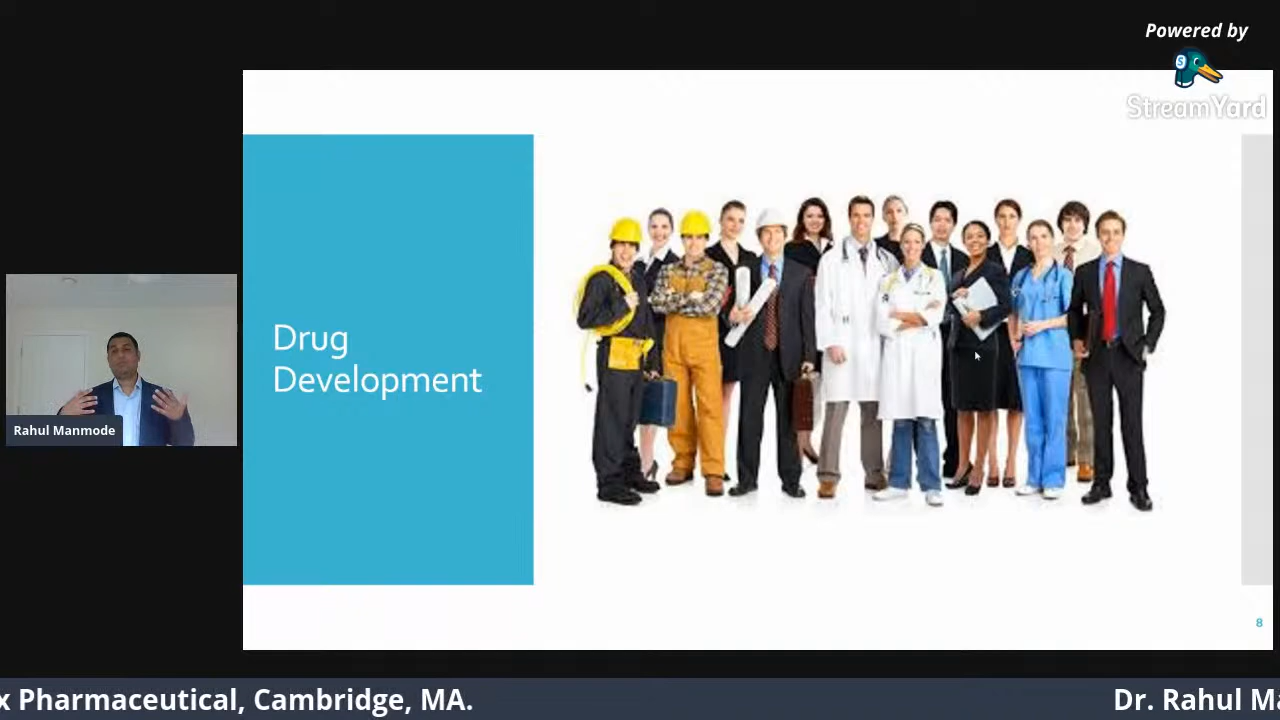 Powered by
StreamYard
Drug
Development
Rahul Manmode
8
x Pharmaceutical, Cambridge, MA.
Dr. Rahul Ma